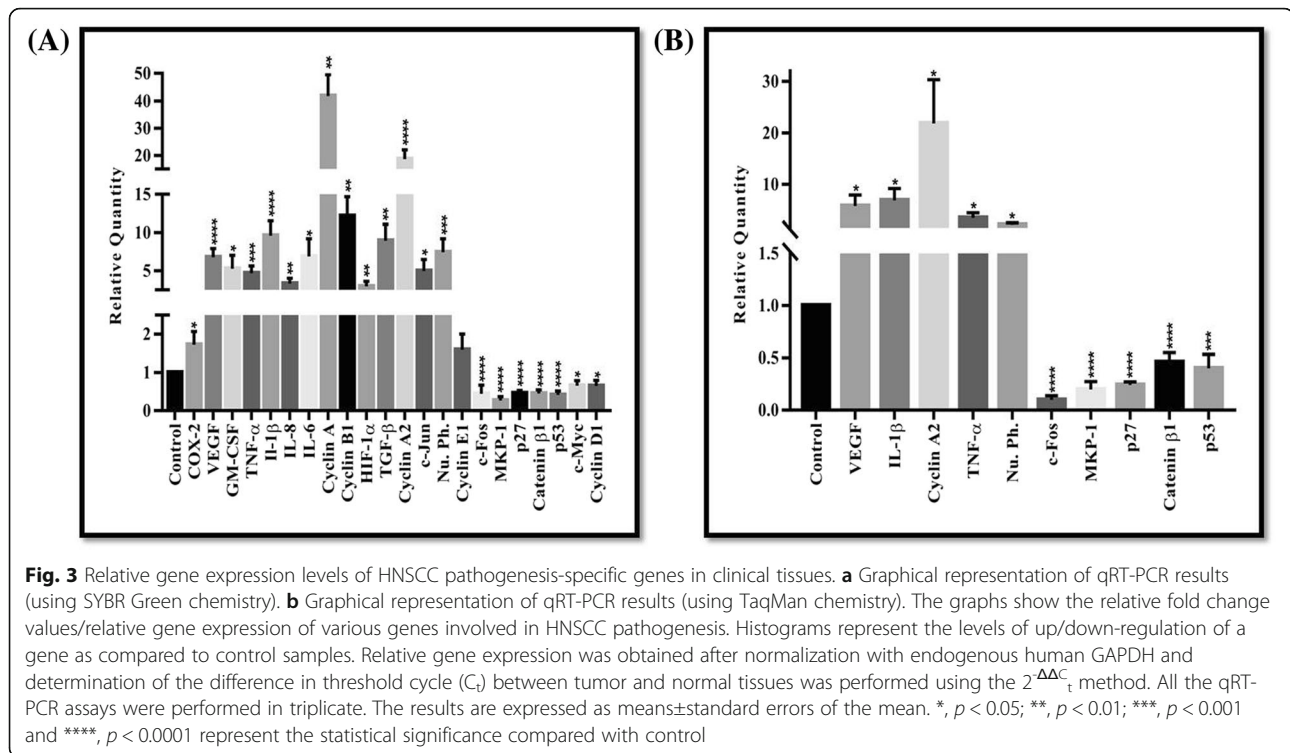 (A)
Relative Quantity
50
40
30
20
15
10
5
2
1
0
* **** * *** **** ** * ** ** ** ** **** * *** **** **** **** **** **** * *
Control COX-2 VEGF GM-CSF TNF-α Il-1β IL-8 IL-6 Cyclin A Cyclin B1 HIF-1α TGF-β Cyclin A2 c-Jun Nu. Ph. Cyclin E1 c-Fos MKP-1 p27 Catenin β1 p53 c-Myc Cyclin D1
(B)
Relative Quantity
30
20
10
1.5
1.0
0.5
0.0
* * * * * **** **** **** **** ***
Control VEGF IL-1β Cyclin A2 TNF-α Nu. Ph. c-Fos MKP-1 p27 Catenin β1 p53
Fig. 3 Relative gene expression levels of HNSCC pathogenesis-specific genes in clinical tissues. a Graphical representation of qRT-PCR results
(using SYBR Green chemistry). b Graphical representation of qRT-PCR results (using TaqMan chemistry). The graphs show the relative fold change
values/relative gene expression of various genes involved in HNSCC pathogenesis. Histograms represent the levels of up/down-regulation of a
gene as compared to control samples. Relative gene expression was obtained after normalization with endogenous human GAPDH and
determination of the difference in threshold cycle (Ct) between tumor and normal tissues was performed using the 2-ΔΔCt method. All the qRT-
PCR assays were performed in triplicate. The results are expressed as means±standard errors of the mean. *, p < 0.05; **, p < 0.01; ***, p < 0.001
and ****, p < 0.0001 represent the statistical significance compared with control